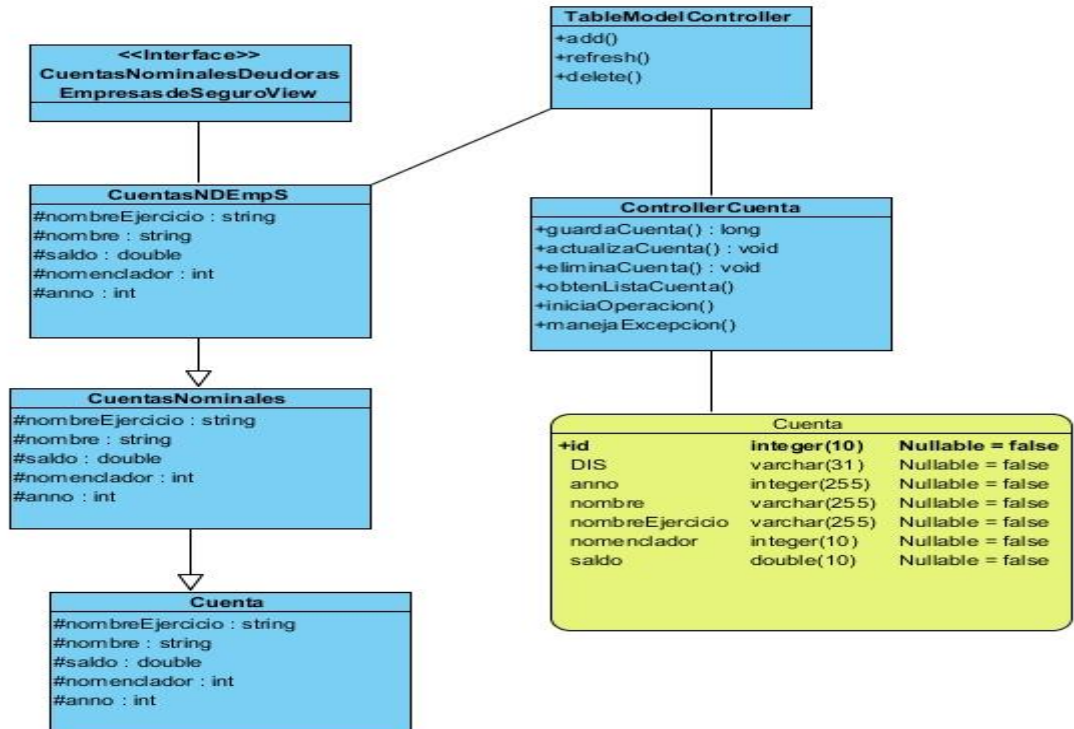 <<Interface>>
CuentasNominalesDeudoras
EmpresasdeSeguroView
TableModelController
+add()
+refresh()
+delete()
CuentasNDEmpS
#nombreEjercicio : string
#nombre : string
#saldo : double
#nomenclador : int
#anno : int
ControllerCuenta
+guardaCuenta() : long
+actualizaCuenta() : void
+eliminaCuenta() : void
+obtenListaCuenta()
+iniciaOperacion()
+manejaExcepcion()
CuentasNominales
#nombreEjercicio : string
#nombre : string
#saldo : double
#nomenclador : int
#anno : int
Cuenta
+id integer(10) Nullable = false
DIS varchar(31) Nullable = false
anno integer(255) Nullable = false
nombre varchar(255) Nullable = false
nombreEjercicio varchar(255) Nullable = false
nomenclador integer(10) Nullable = false
saldo double(10) Nullable = false
Cuenta
#nombreEjercicio : string
#nombre : string
#saldo : double
#nomenclador : int
#anno : int